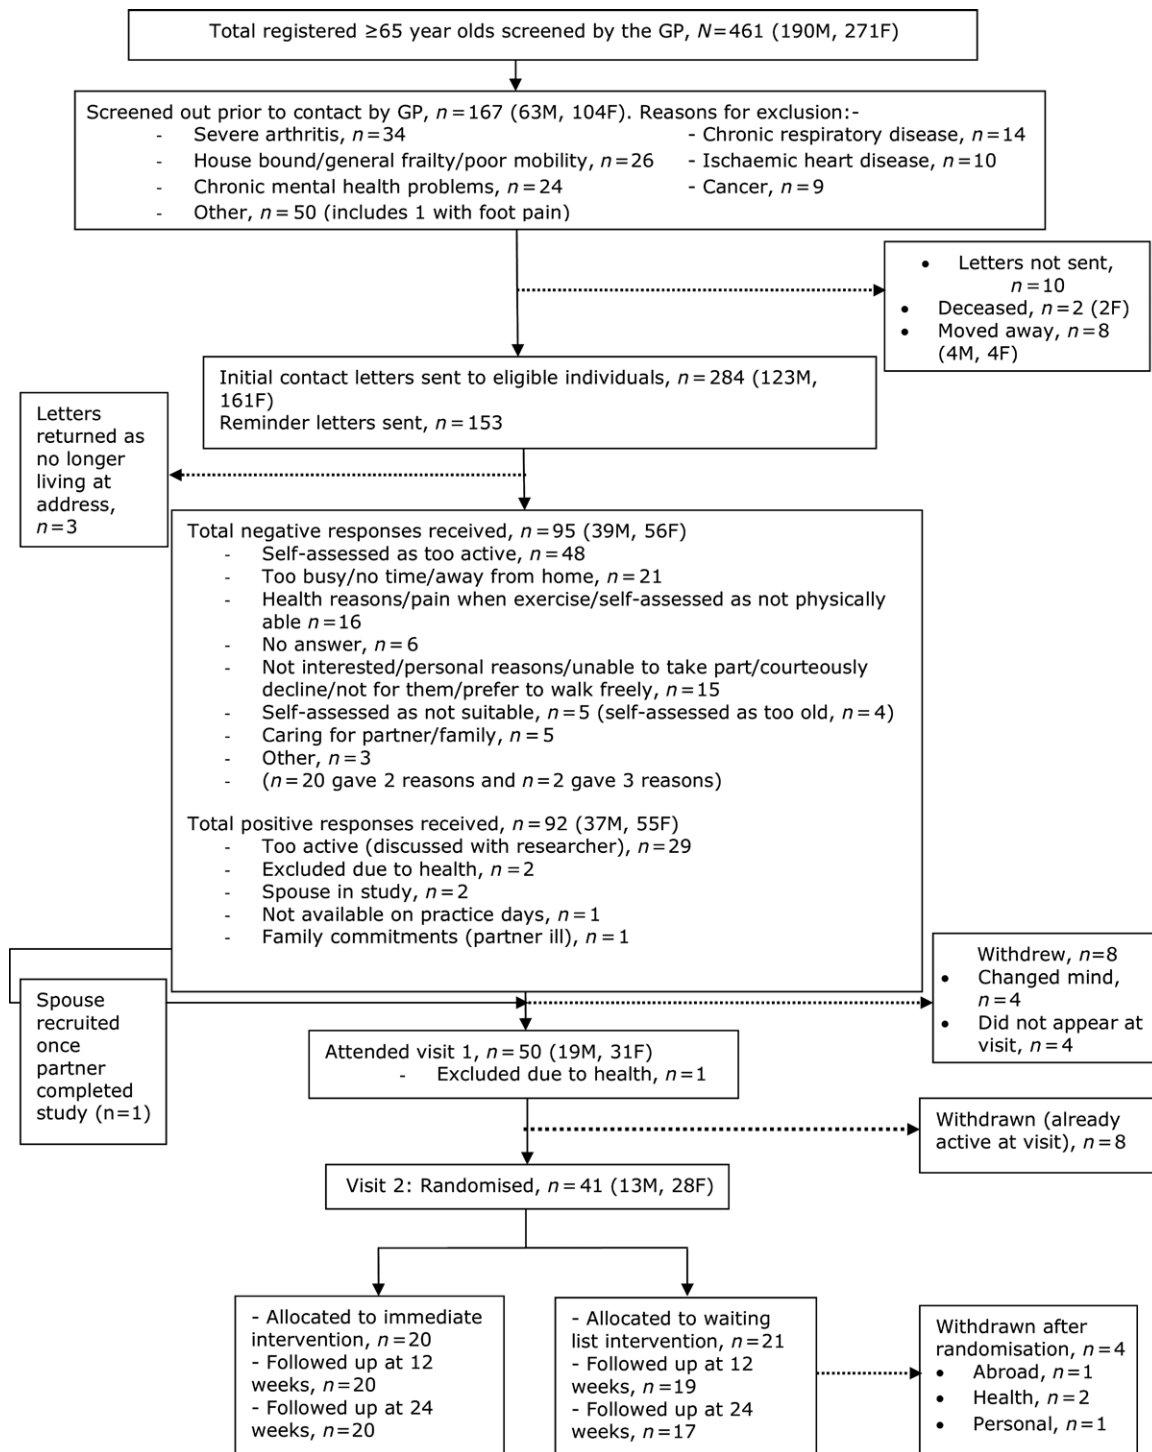 Total registered ≥65 year olds screened by the GP, N=461 (190M, 271F)
Screened out prior to contact by GP, n=167 (63M, 104F). Reasons for exclusion:-
- Severe arthritis, n=34
- House bound/general frailty/poor mobility, n=26
- Chronic mental health problems, n=24
- Other, n=50 (includes 1 with foot pain)
- Chronic respiratory disease, n=14
- Ischaemic heart disease, n=10
- Cancer, n=9
• Letters not sent,
n=10
• Deceased, n=2 (2F)
• Moved away, n=8
(4M, 4F)
Initial contact letters sent to eligible individuals, n=284 (123M,
161F)
Reminder letters sent, n=153
Letters
returned as
no longer
living at
address,
n=3
Total negative responses received, n=95 (39M, 56F)
- Self-assessed as too active, n=48
- Too busy/no time/away from home, n=21
- Health reasons/pain when exercise/self-assessed as not physically
able n=16
- No answer, n=6
- Not interested/personal reasons/unable to take part/courteously
decline/not for them/prefer to walk freely, n=15
- Self-assessed as not suitable, n=5 (self-assessed as too old, n=4)
- Caring for partner/family, n=5
- Other, n=3
- (n=20 gave 2 reasons and n=2 gave 3 reasons)
Total positive responses received, n=92 (37M, 55F)
- Too active (discussed with researcher), n=29
- Excluded due to health, n=2
- Spouse in study, n=2
- Not available on practice days, n=1
- Family commitments (partner ill), n=1
Withdrew, n=8
• Changed mind,
n=4
• Did not appear at
visit, n=4
Spouse
recruited
once
partner
completed
study (n=1)
Attended visit 1, n=50 (19M, 31F)
- Excluded due to health, n=1
Withdrawn (already
active at visit), n=8
Visit 2: Randomised, n=41 (13M, 28F)
- Allocated to immediate
intervention, n=20
- Followed up at 12
weeks, n=20
- Followed up at 24
weeks, n=20
- Allocated to waiting
list intervention, n=21
- Followed up at 12
weeks, n=19
- Followed up at 24
weeks, n=17
Withdrawn after
randomisation, n=4
• Abroad, n=1
• Health, n=2
• Personal, n=1